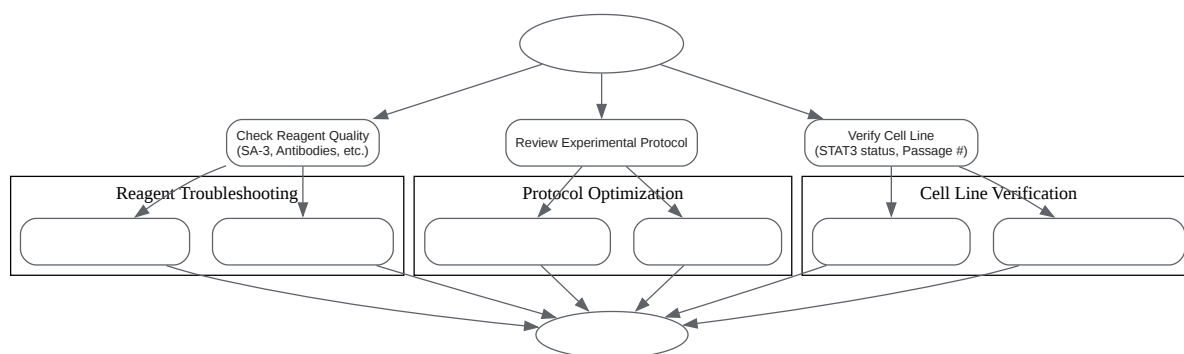 Check Reagent Quality
(SA-3, Antibodies, etc.)
Review Experimental Protocol
Verify Cell Line
(STAT3 status, Passage #)
Reagent Troubleshooting
Protocol Optimization
Cell Line Verification